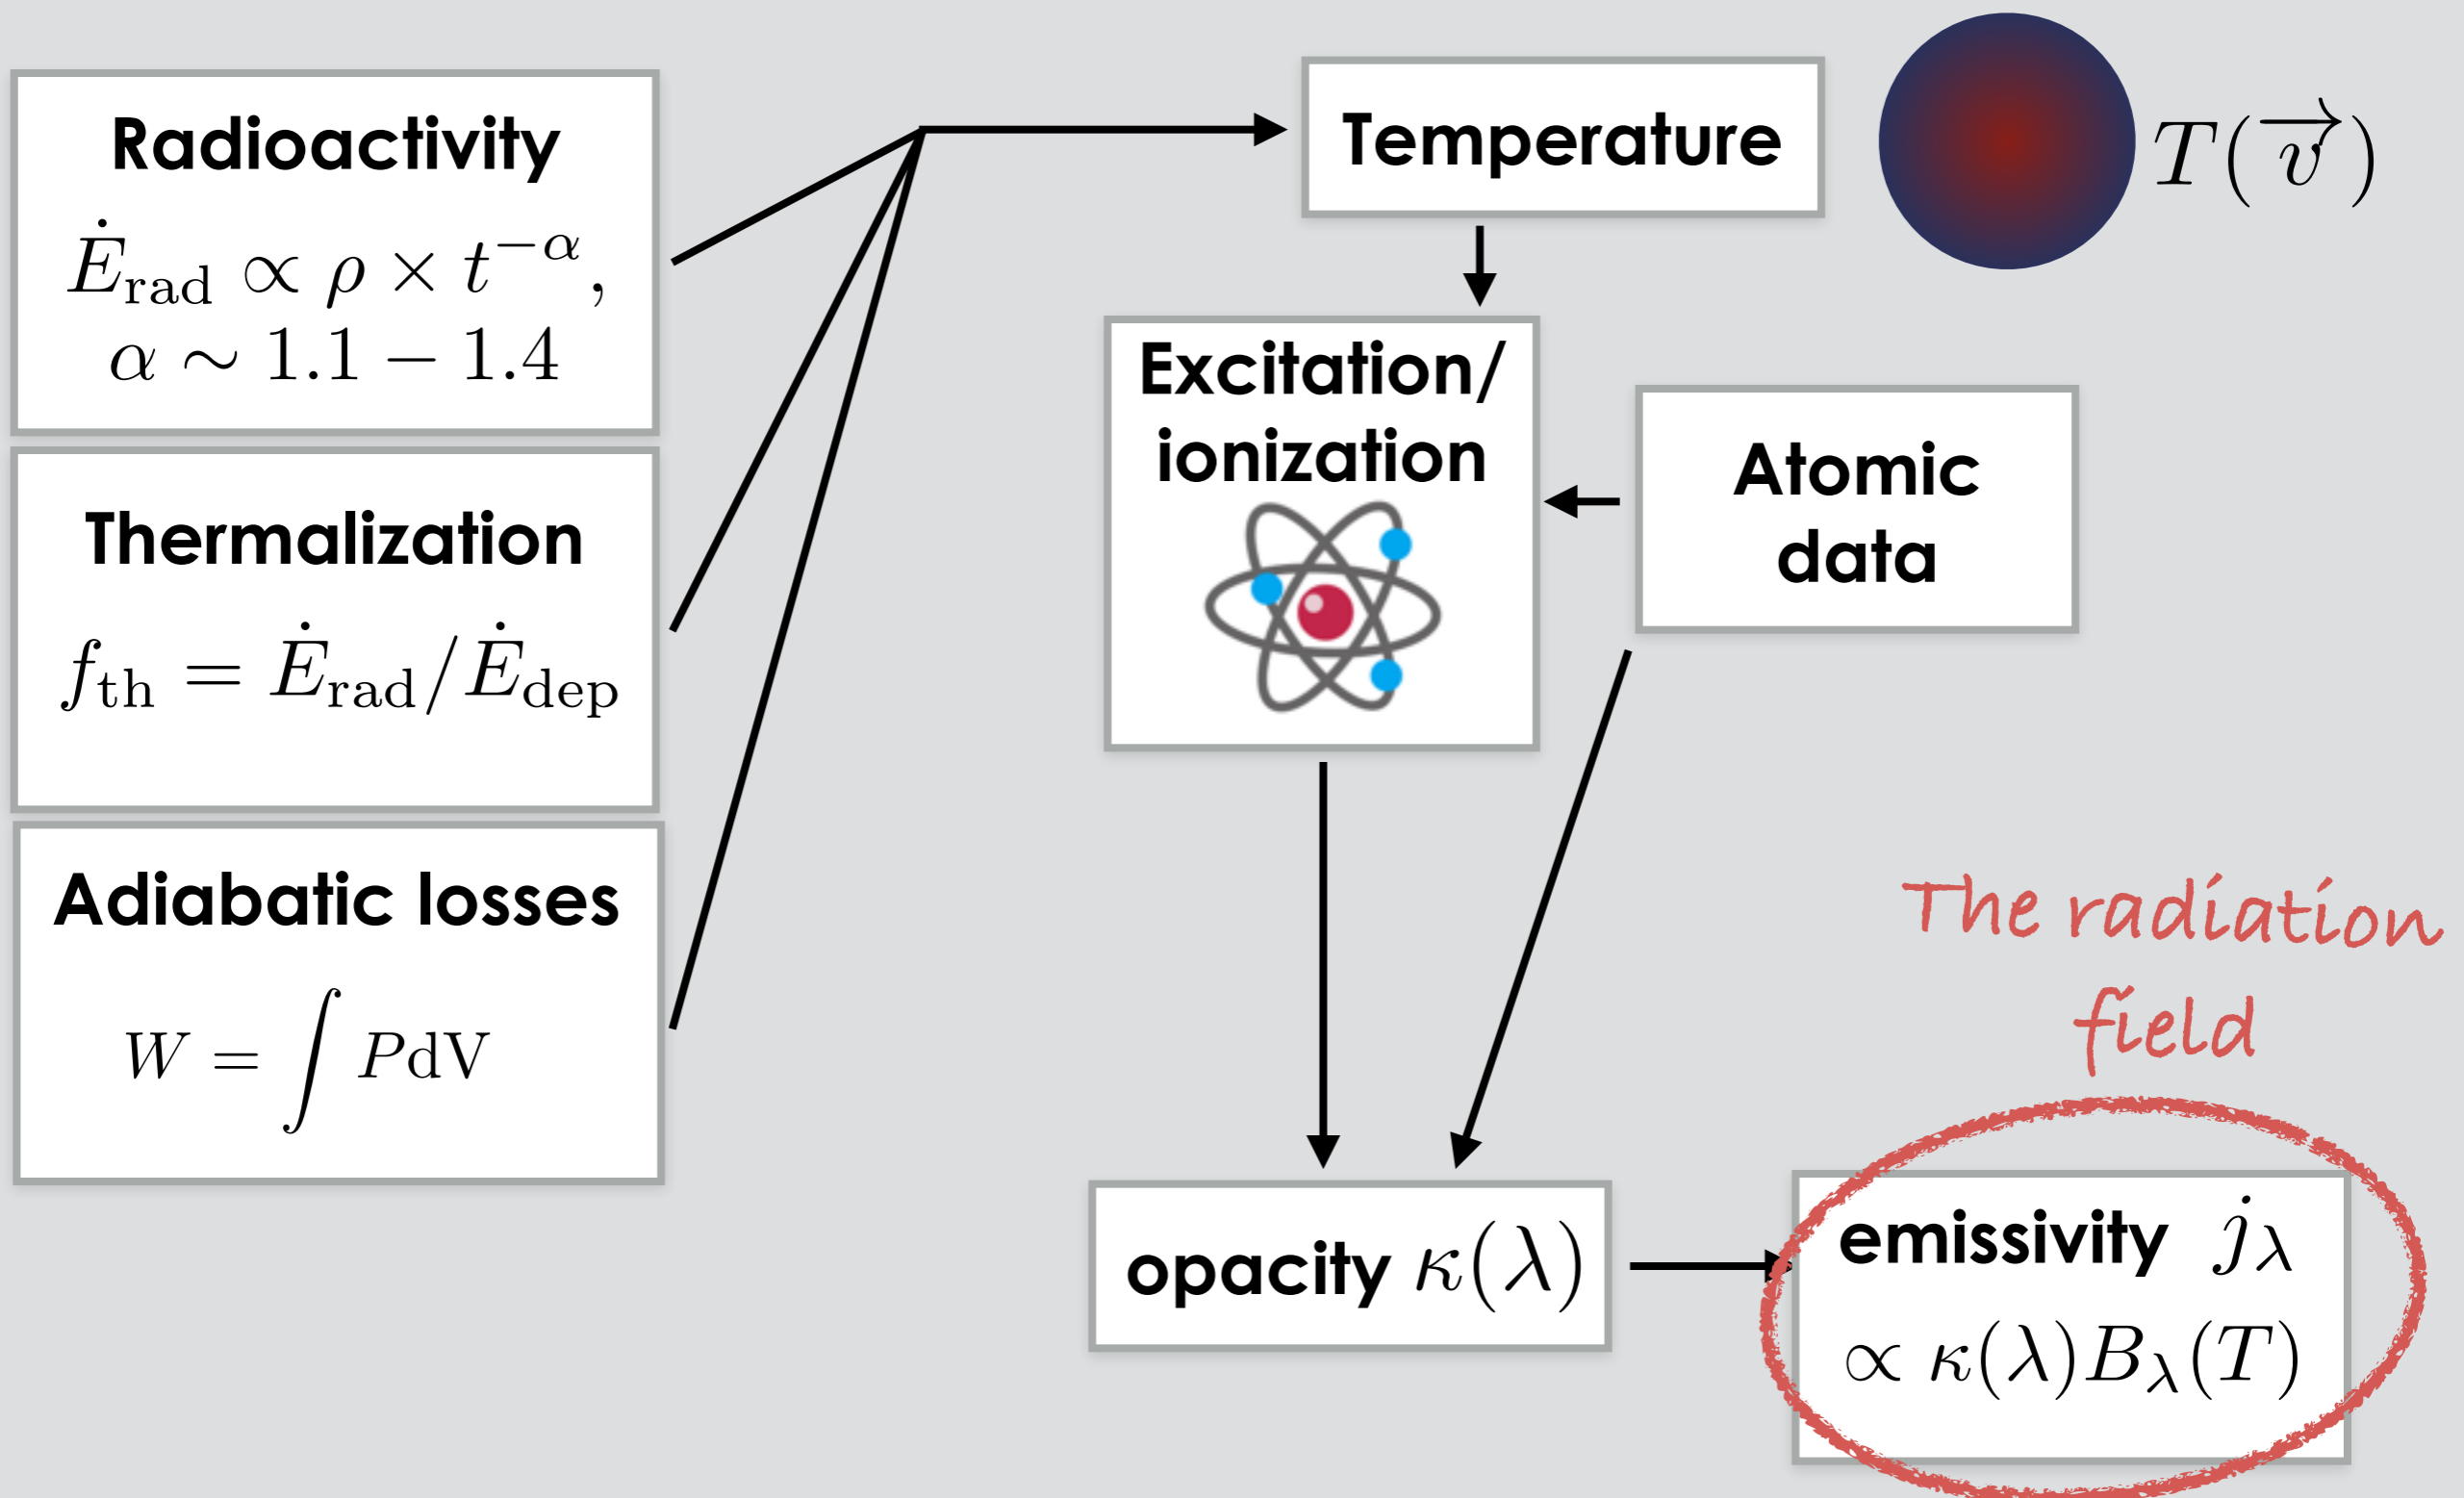 Radioactivity
Ė_rad ∝ ρ × t^{−α},
α ∼ 1.1 − 1.4
Thermalization
f_th = Ė_rad/Ė_dep
Adiabatic losses
W = ∫ PdV
Temperature
T(\overrightarrow{v})
Excitation/
ionization
Atomic
data
opacity κ(λ)
The radiation
field
emissivity j_λ
∝ κ(λ)B_λ(T)